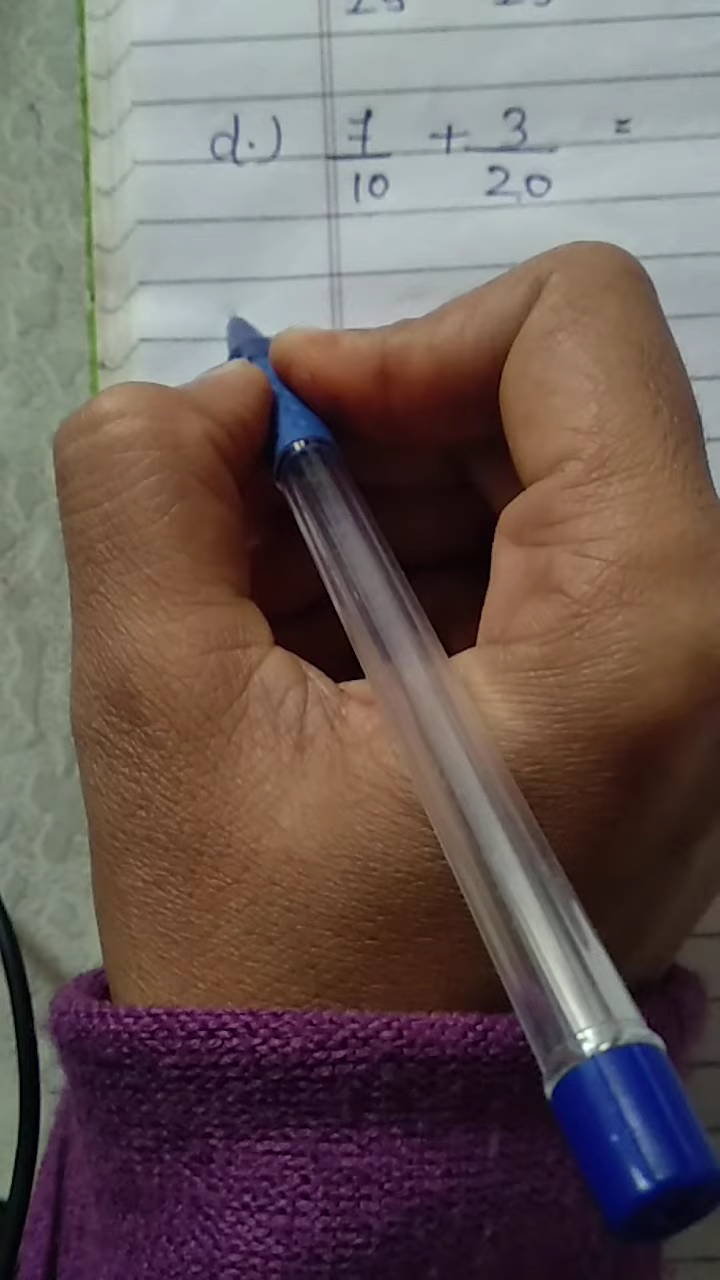 d.) 7/10 + 3/20 =